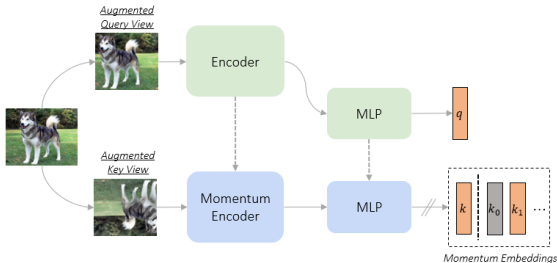 Augmented
Query View
Encoder
MLP
q
Augmented
Key View
Momentum
Encoder
MLP
k
k₀
k₁
...
Momentum Embeddings